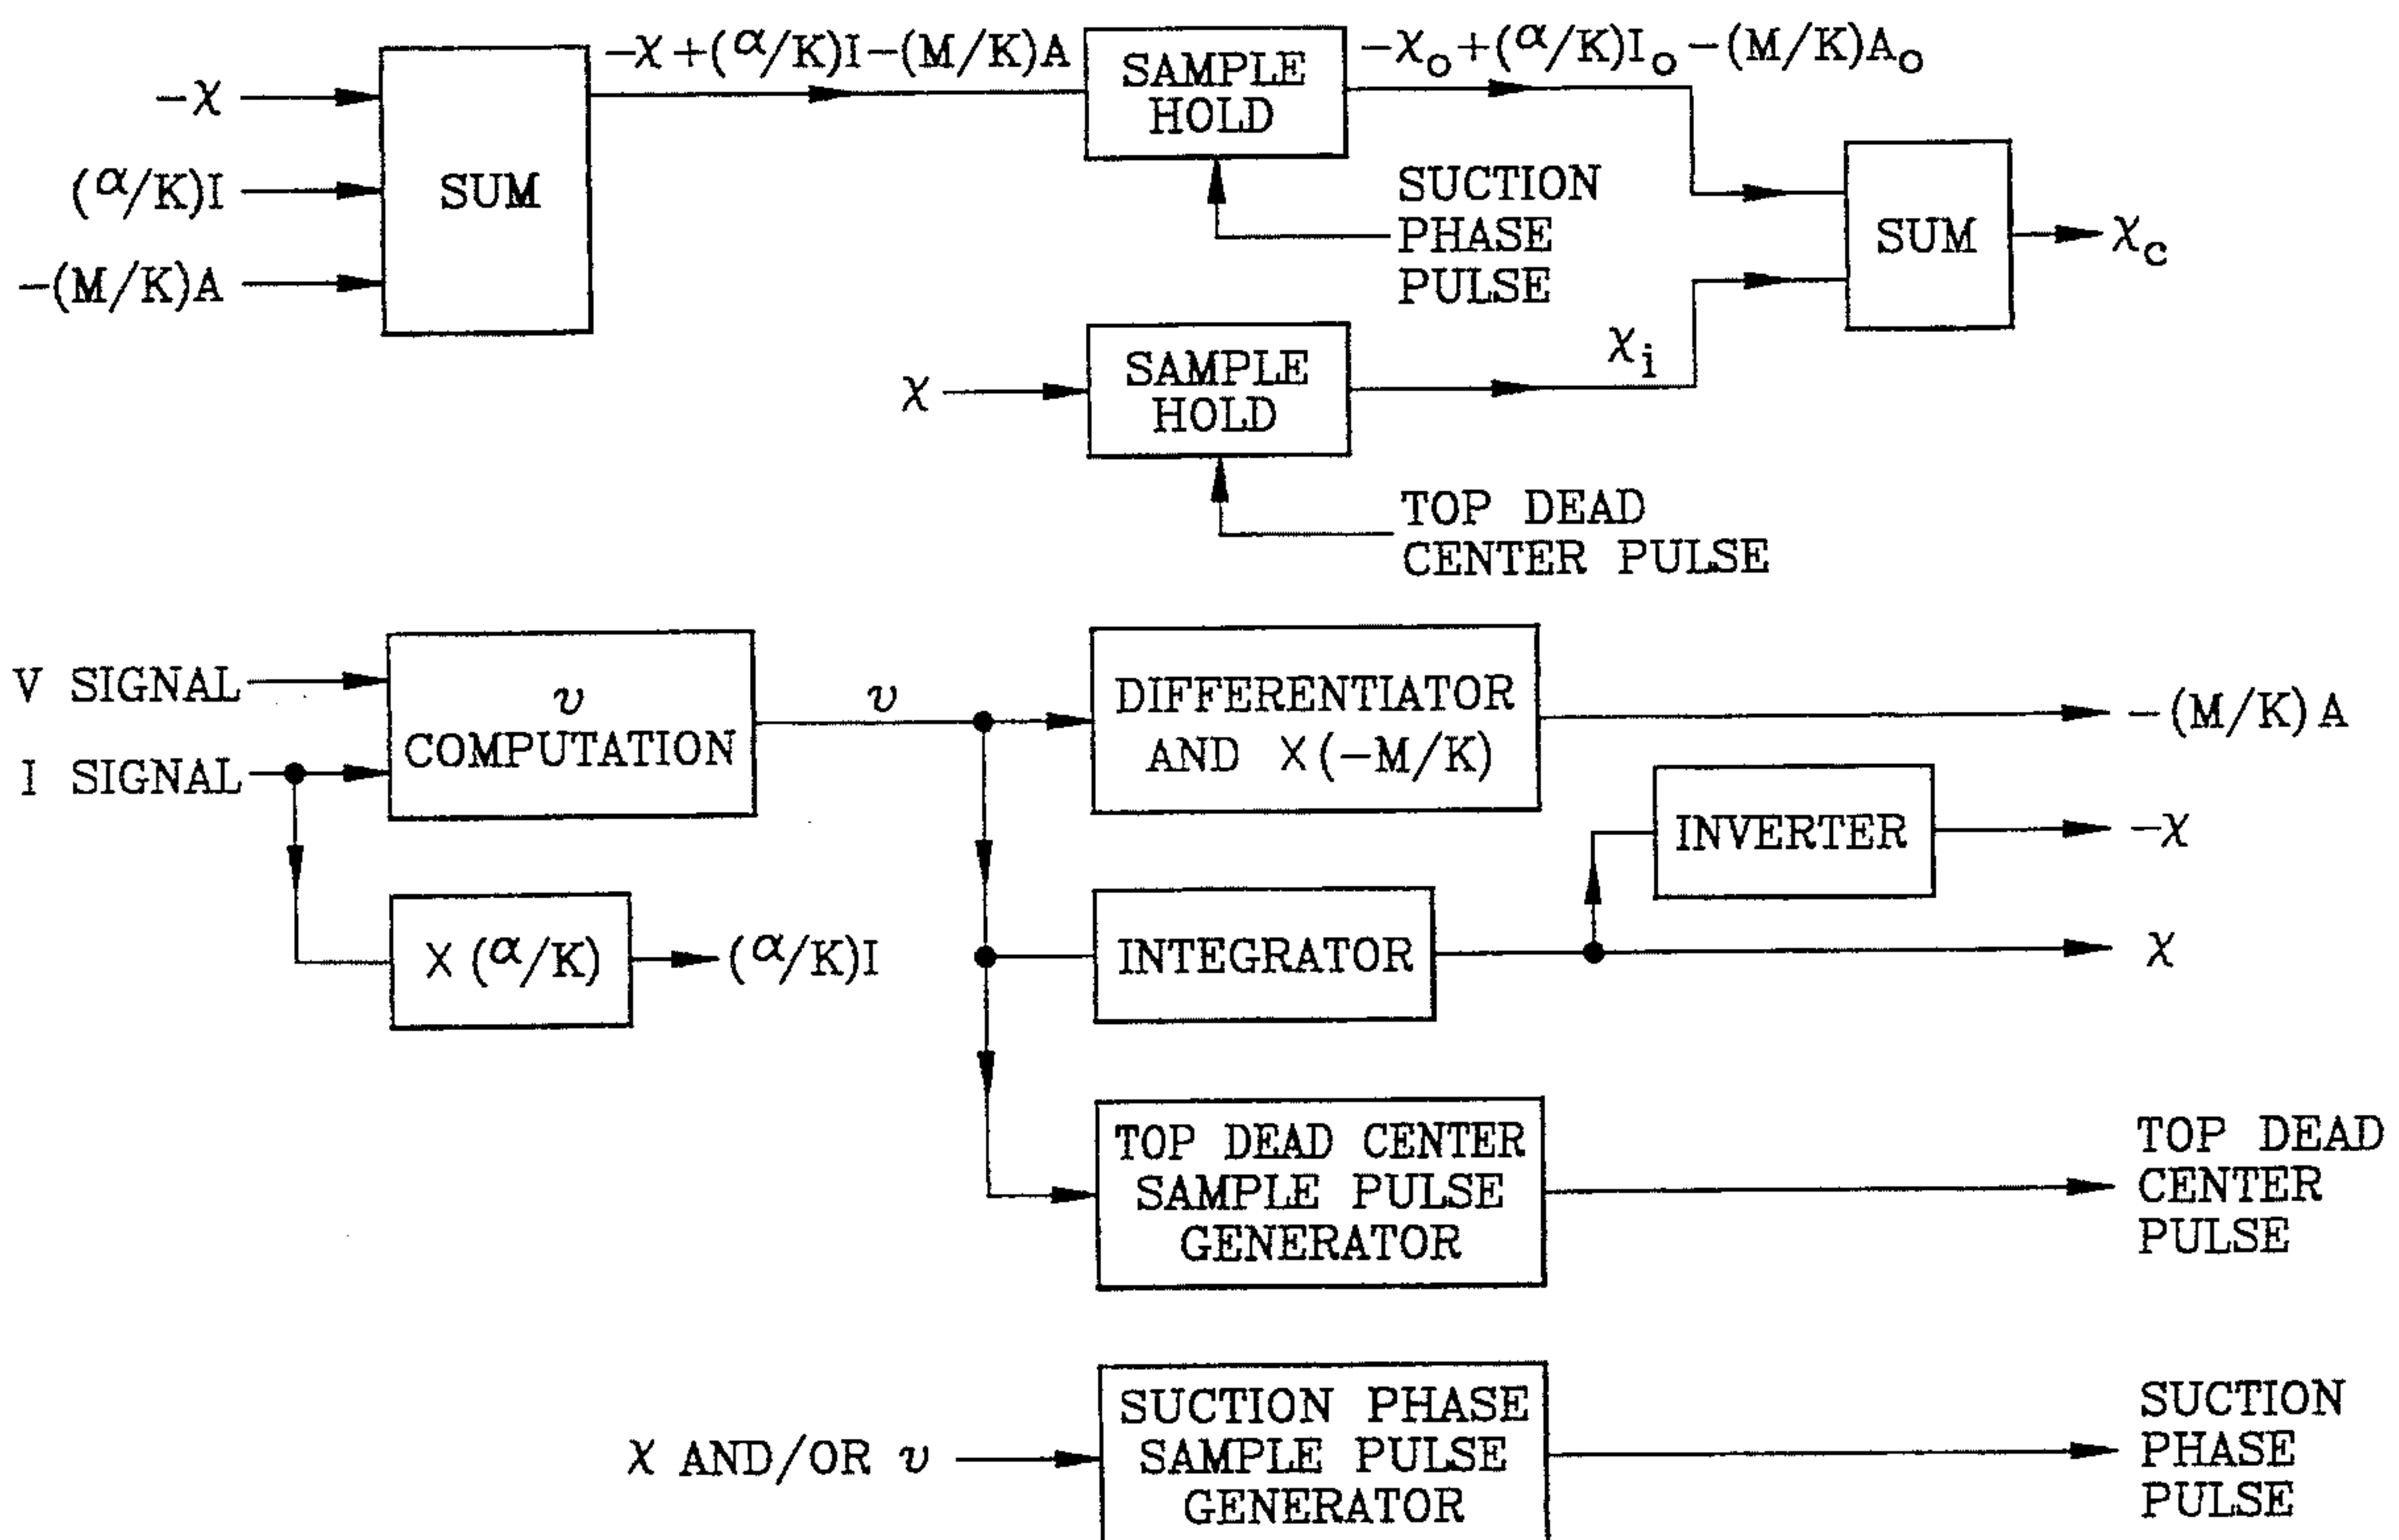 −χ
(α/K)I
−(M/K)A
SUM
−χ+(α/K)I−(M/K)A
SAMPLE
HOLD
−χo+(α/K)Io−(M/K)Ao
SUCTION
PHASE
PULSE
SUM
χc
χ
SAMPLE
HOLD
χi
TOP DEAD
CENTER PULSE
V SIGNAL
I SIGNAL
υ
COMPUTATION
υ
DIFFERENTIATOR
AND X(−M/K)
−(M/K)A
INVERTER
−χ
X(α/K)
(α/K)I
INTEGRATOR
χ
TOP DEAD CENTER
SAMPLE PULSE
GENERATOR
TOP DEAD
CENTER
PULSE
χ AND/OR υ
SUCTION PHASE
SAMPLE PULSE
GENERATOR
SUCTION
PHASE
PULSE